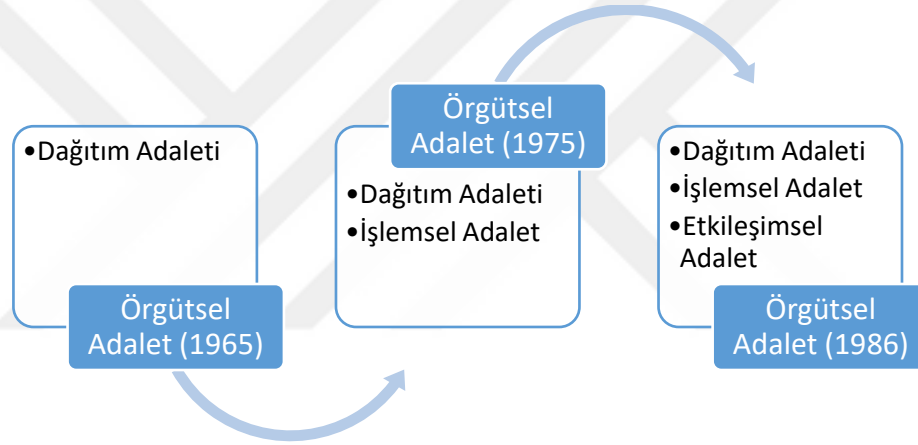 •Dağıtım Adaleti
Örgütsel
Adalet (1965)
Örgütsel
Adalet (1975)
•Dağıtım Adaleti
•İşlemsel Adalet
•Dağıtım Adaleti
•İşlemsel Adalet
•Etkileşimsel
Adalet
Örgütsel
Adalet (1986)